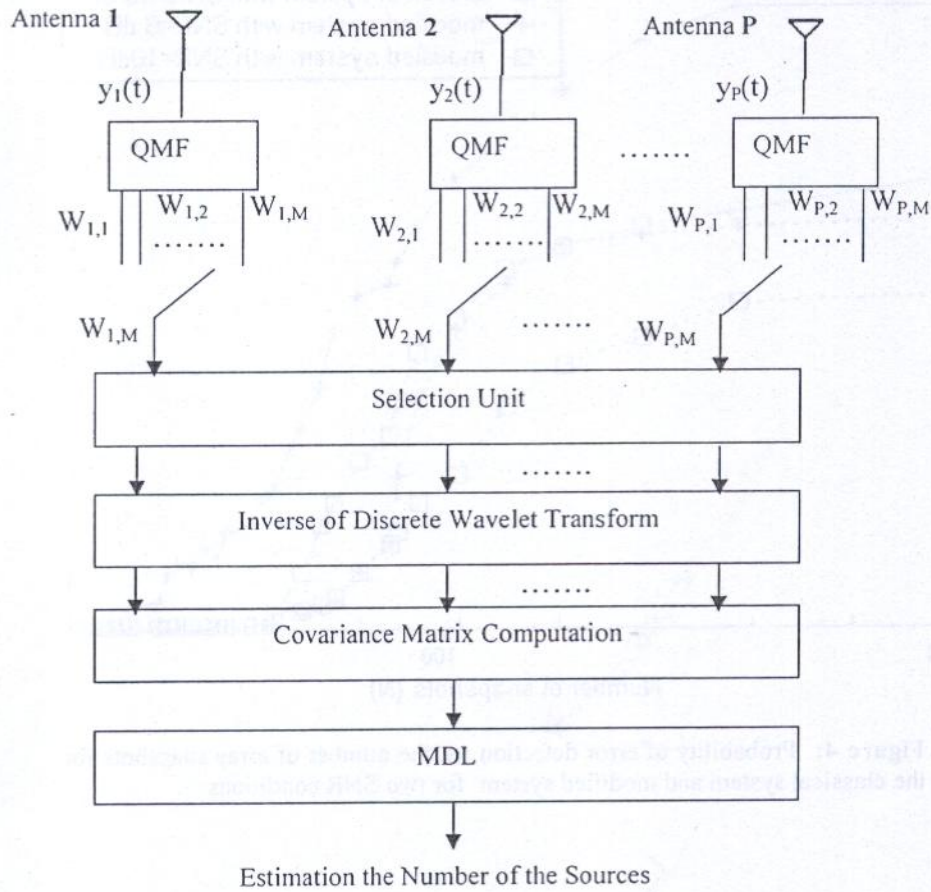 Antenna 1
Antenna 2
Antenna P
y1(t)
y2(t)
yP(t)
QMF
QMF
.......
QMF
W1,1
W1,2
W1,M
.......
W2,1
W2,2
W2,M
.......
WP,1
WP,2
WP,M
.......
W1,M
W2,M
.......
WP,M
Selection Unit
.......
Inverse of Discrete Wavelet Transform
.......
Covariance Matrix Computation
MDL
Estimation the Number of the Sources